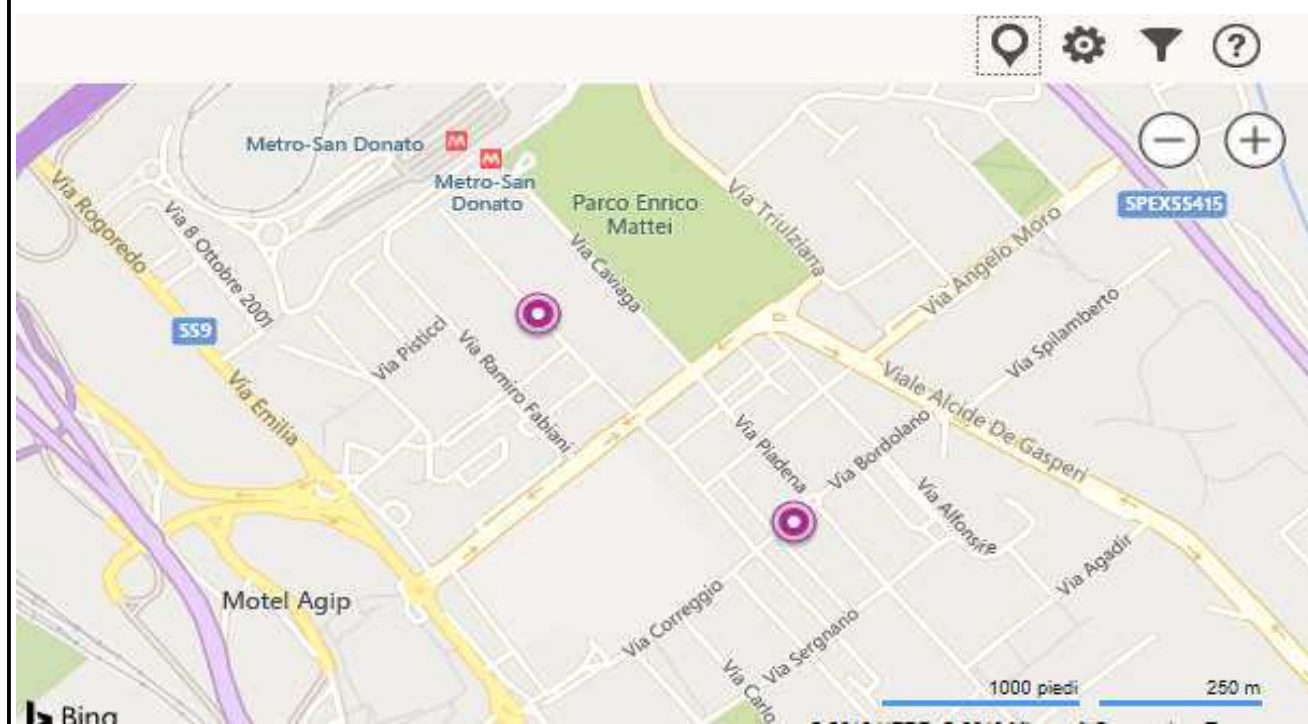 ?
SPEXSS415
Metro-San Donato
Metro-San
Donato
Parco Enrico
Mattei
Via Triulziana
Via Angelo Moro
Via Rogoredo
Via 8 Ottobre 2001
Via Caviaga
SS9
Via Pisticci
Via Ramiro Fabiani
Via Spilamberto
Via Emilia
Viale Alcide De Gasperi
Via Piadena
Via Bordolano
Via Alfonsine
Via Agadir
Motel Agip
Via Correggio
Via Sergnano
Via Carlo
1000 piedi
250 m
Bing